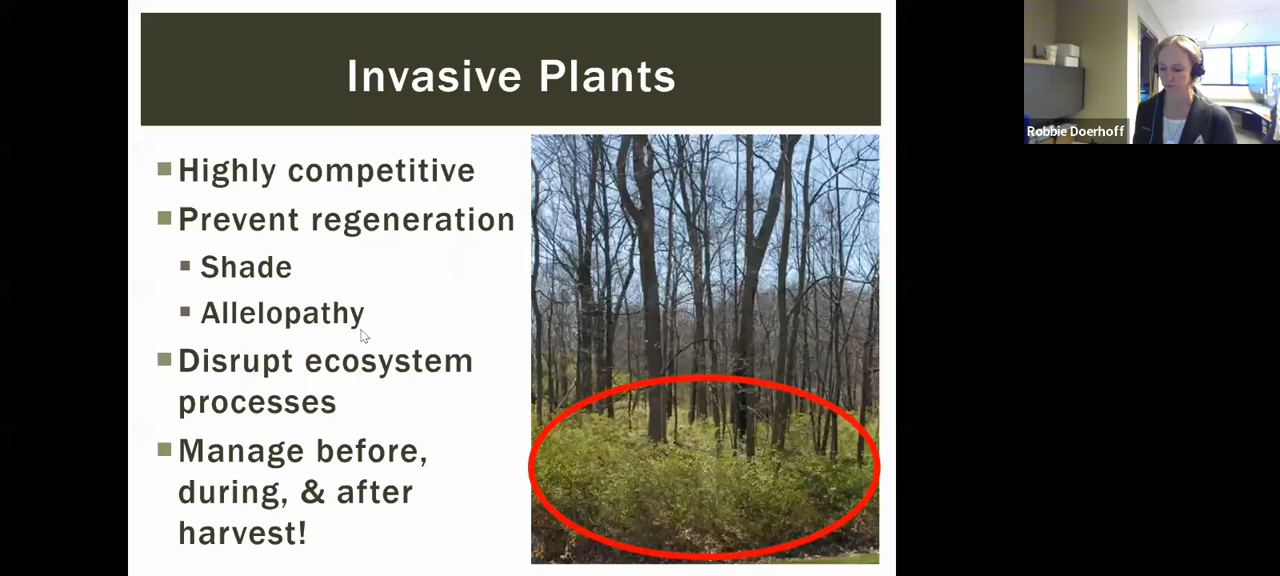 Invasive Plants
Highly competitive
Prevent regeneration
Shade
Allelopathy
Disrupt ecosystem
processes
Manage before,
during, & after
harvest!
Robbie Doerhoff